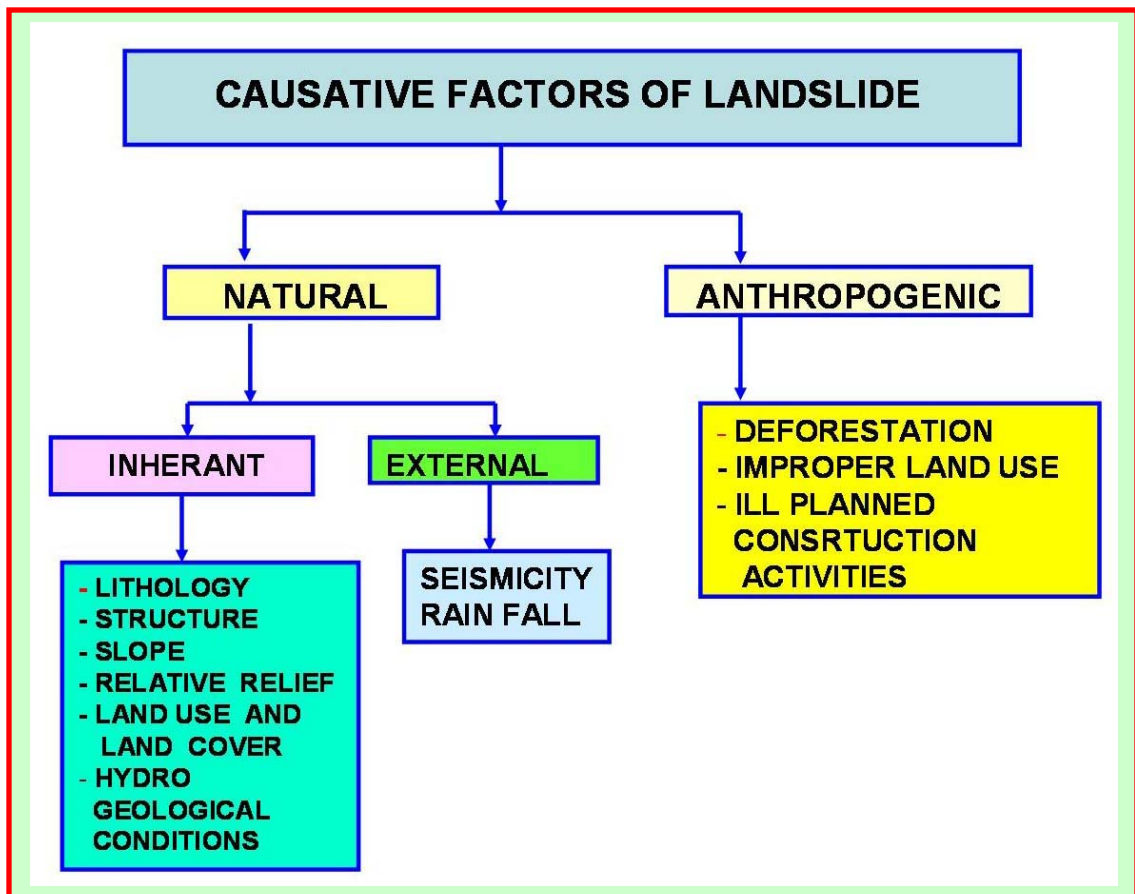 CAUSATIVE FACTORS OF LANDSLIDE
NATURAL
ANTHROPOGENIC
INHERANT
EXTERNAL
- LITHOLOGY
- STRUCTURE
- SLOPE
- RELATIVE RELIEF
- LAND USE AND
LAND COVER
- HYDRO
GEOLOGICAL
CONDITIONS
SEISMICITY
RAIN FALL
- DEFORESTATION
- IMPROPER LAND USE
- ILL PLANNED
CONSRTUCTION
ACTIVITIES